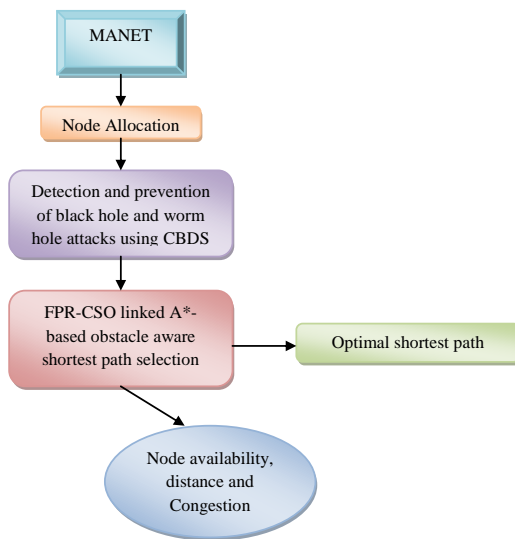 MANET
Node Allocation
Detection and prevention
of black hole and worm
hole attacks using CBDS
FPR-CSO linked A*-
based obstacle aware
shortest path selection
Optimal shortest path
Node availability,
distance and
Congestion